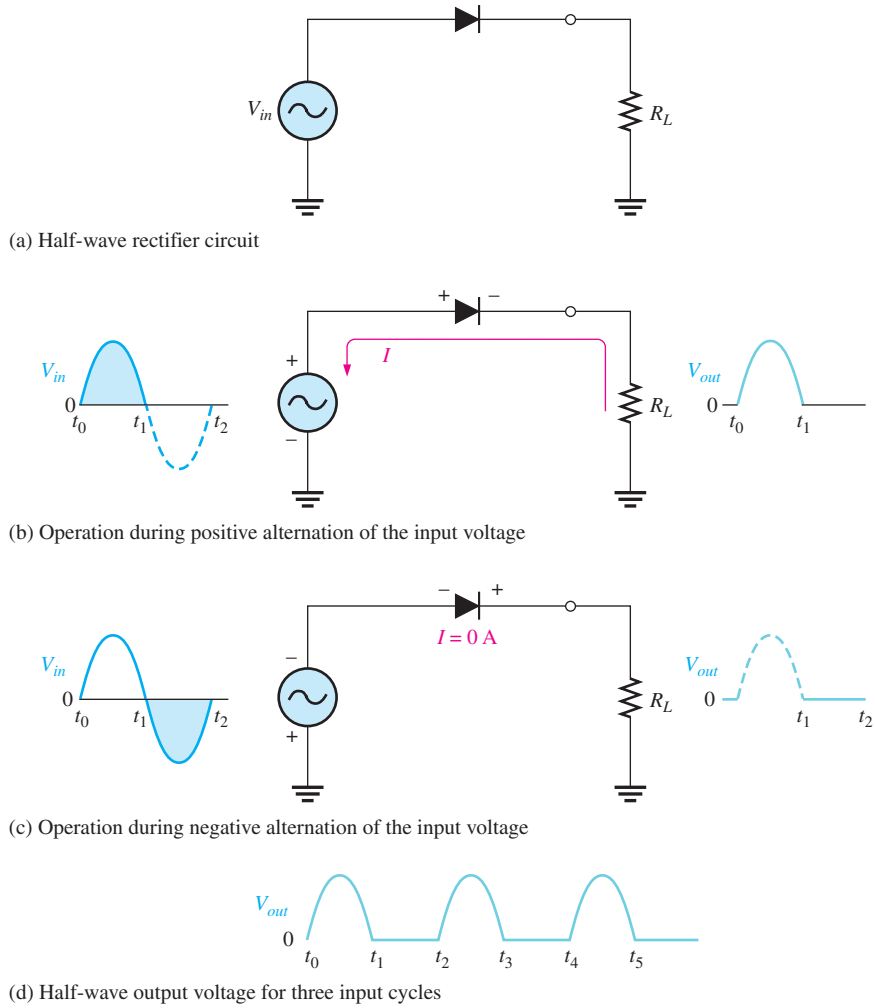 V_in
R_L
(a) Half-wave rectifier circuit
+ –
V_in + I V_out
0 R_L 0
t_0 t_1 t_2 – t_0 t_1
(b) Operation during positive alternation of the input voltage
– +
I = 0 A
V_in – V_out
0 R_L 0
t_0 t_1 t_2 + t_1 t_2
(c) Operation during negative alternation of the input voltage
V_out
0
t_0 t_1 t_2 t_3 t_4 t_5
(d) Half-wave output voltage for three input cycles